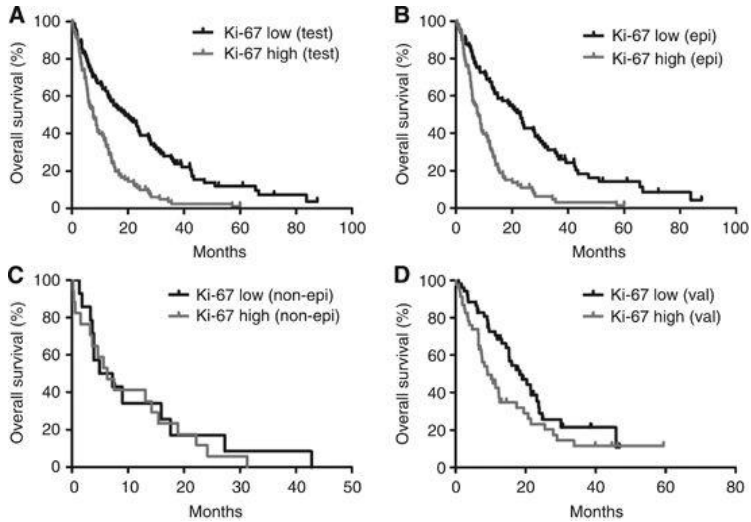 A
Ki-67 low (test)
Ki-67 high (test)
Overall survival (%)
100
80
60
40
20
0
0 20 40 60 80 100
Months
B
Ki-67 low (epi)
Ki-67 high (epi)
Overall survival (%)
100
80
60
40
20
0
0 20 40 60 80 100
Months
C
Ki-67 low (non-epi)
Ki-67 high (non-epi)
Overall survival (%)
100
80
60
40
20
0
0 10 20 30 40 50
Months
D
Ki-67 low (val)
Ki-67 high (val)
Overall survival (%)
100
80
60
40
20
0
0 20 40 60 80
Months